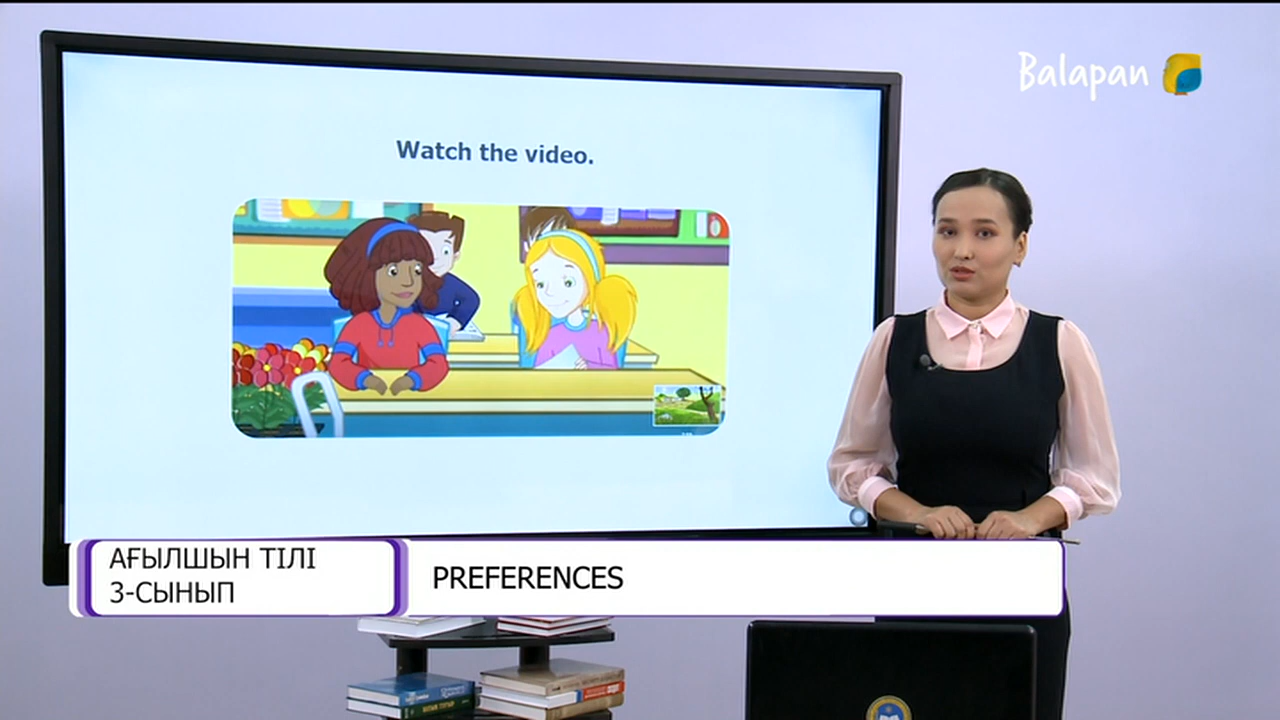 Balapan
Watch the video.
АҒЫЛШЫН ТІЛІ
3-СЫНЫП
PREFERENCES